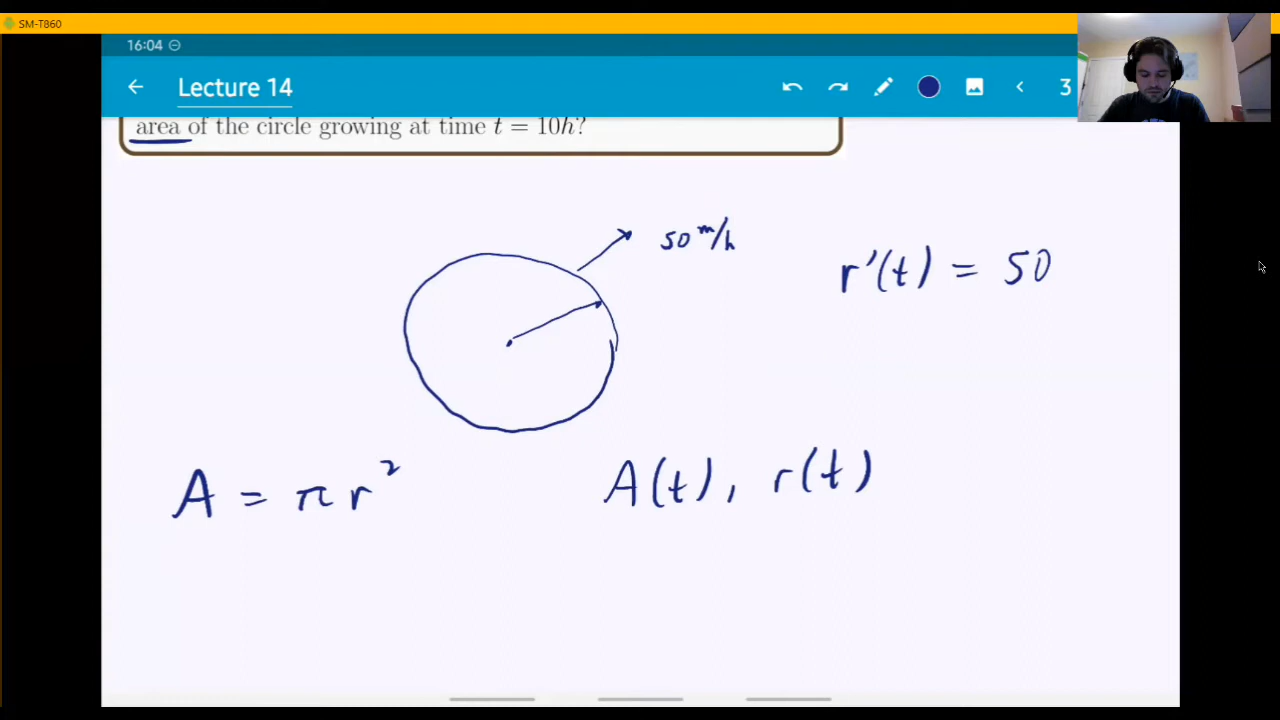 SM-T860
16:04
Lecture 14
3
area of the circle growing at time t = 10h?
50 m/h
r'(t) = 50
A = πr²
A(t), r(t)